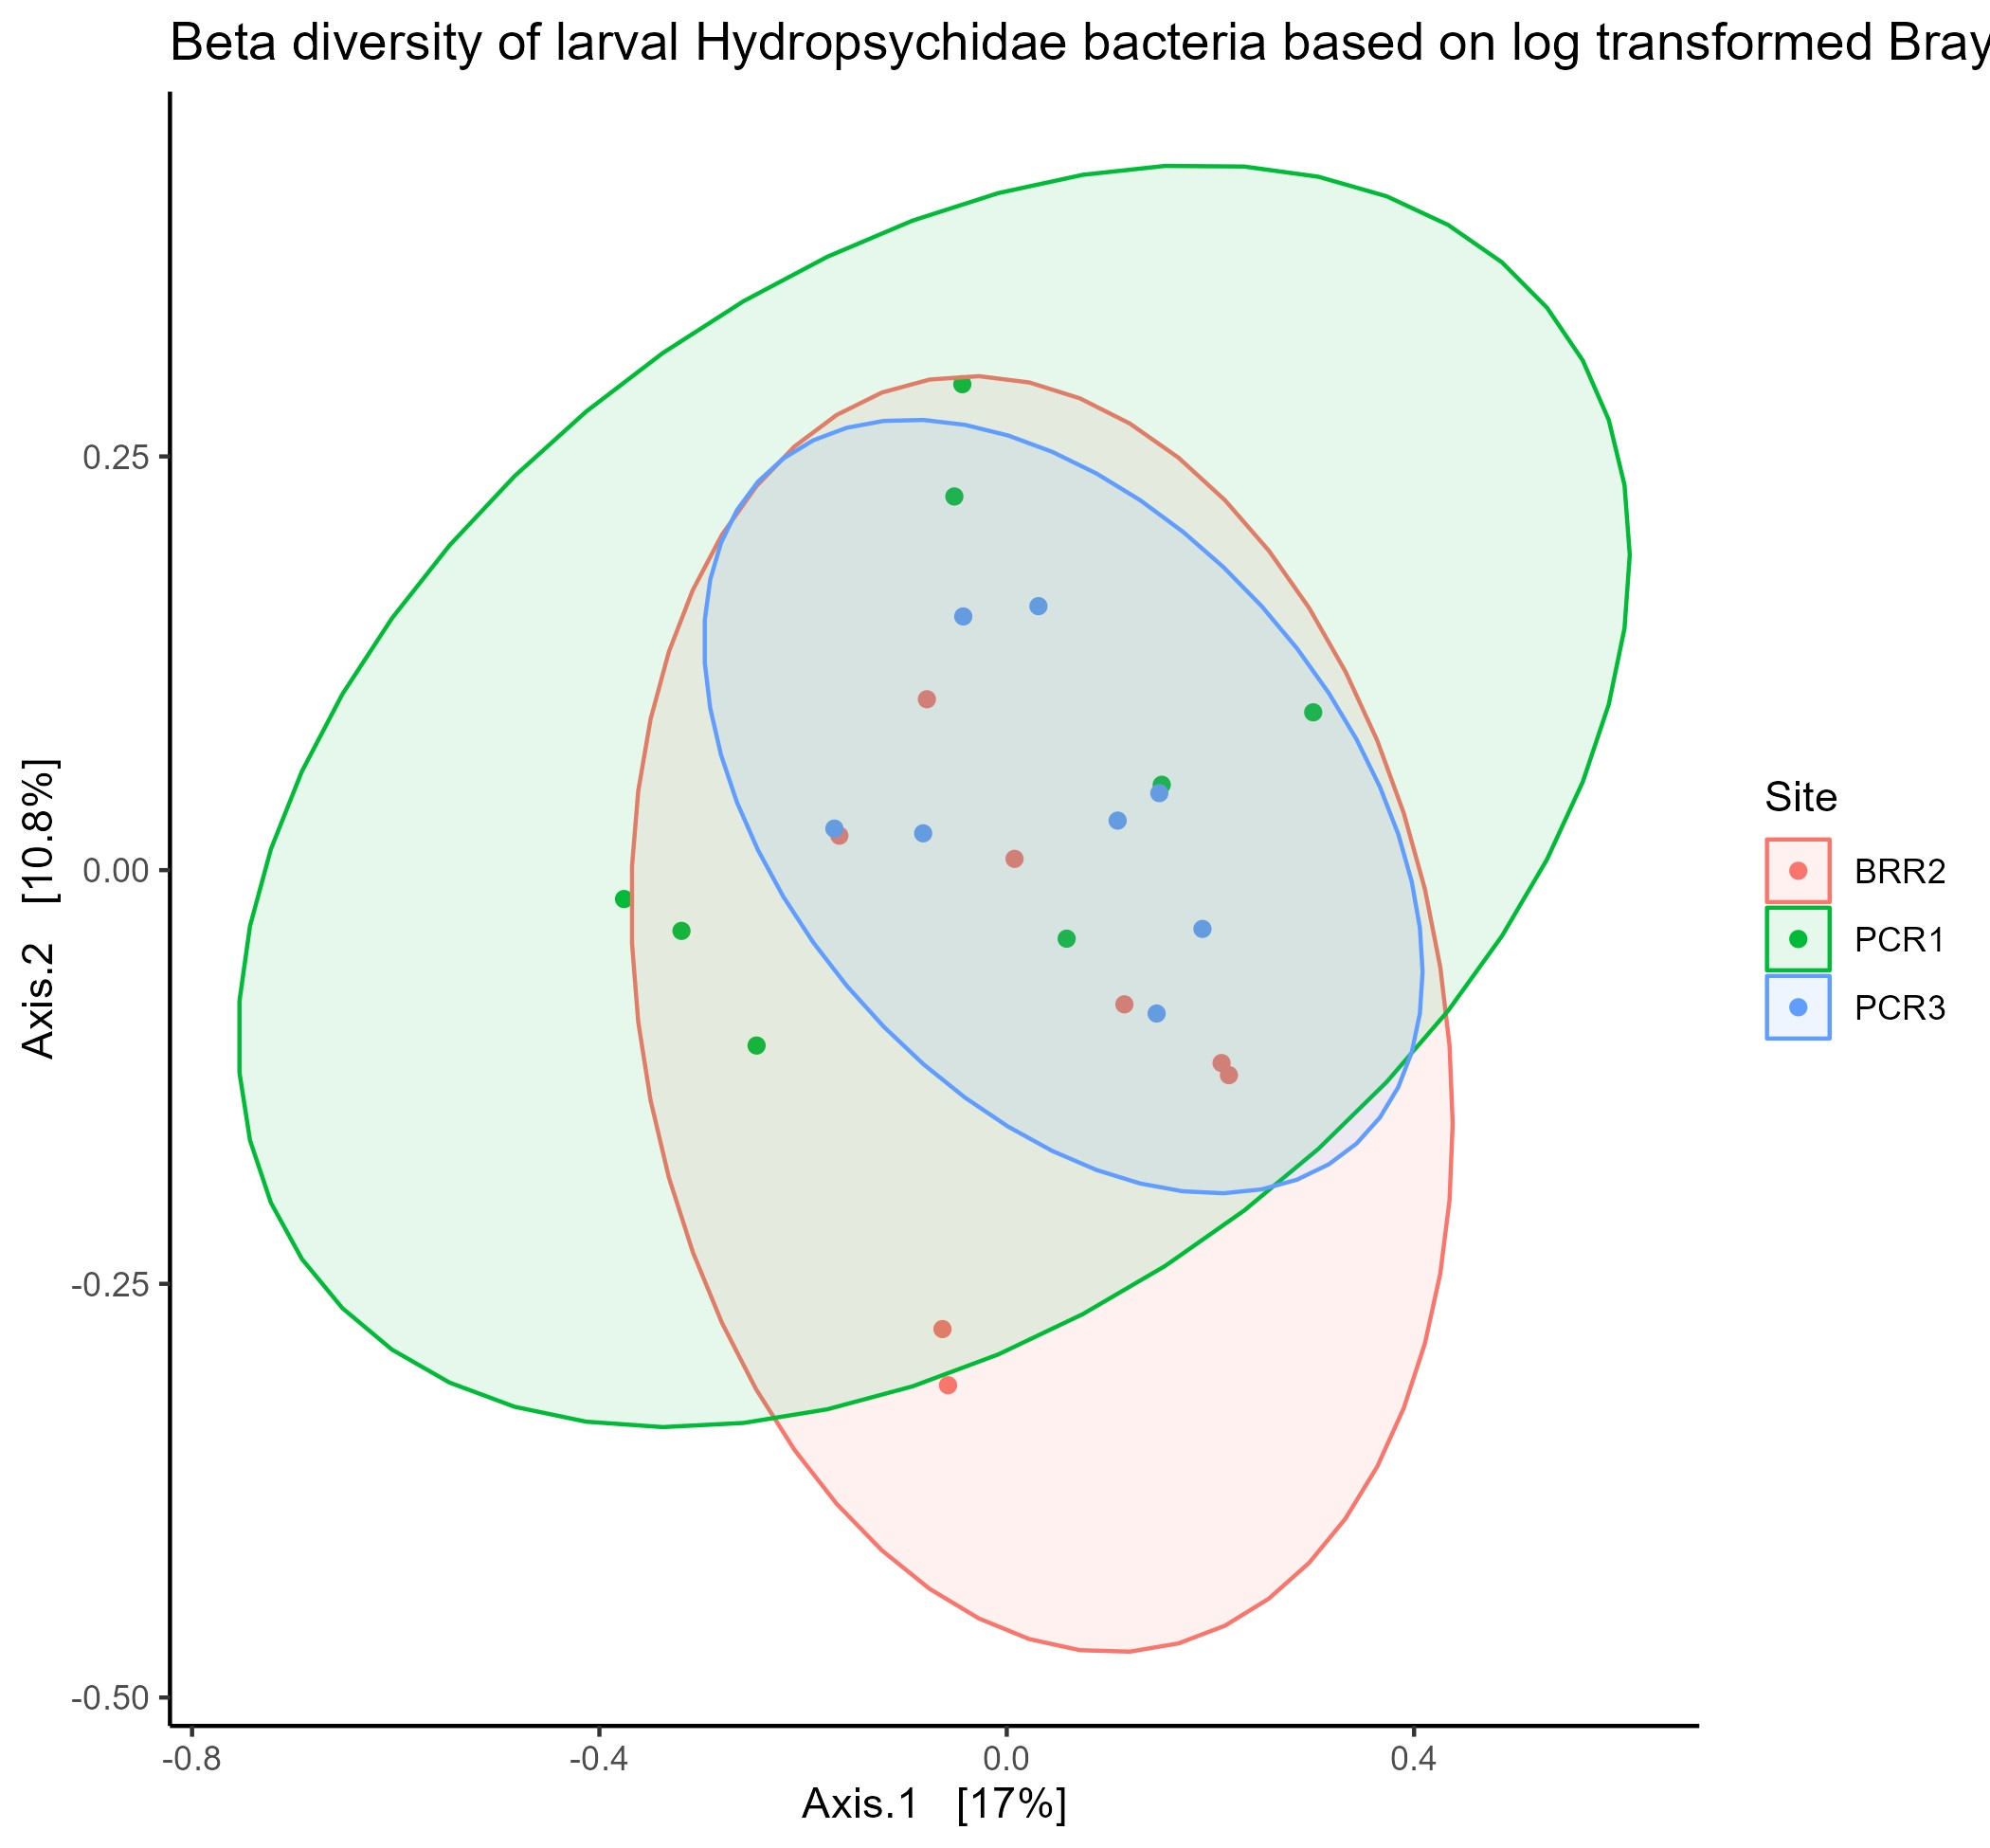 Beta diversity of larval Hydropsychidae bacteria based on log transformed Bray
0.25
0.00
-0.25
-0.50
Axis.2 [10.8%]
-0.8 -0.4 0.0 0.4
Axis.1 [17%]
Site
BRR2
PCR1
PCR3